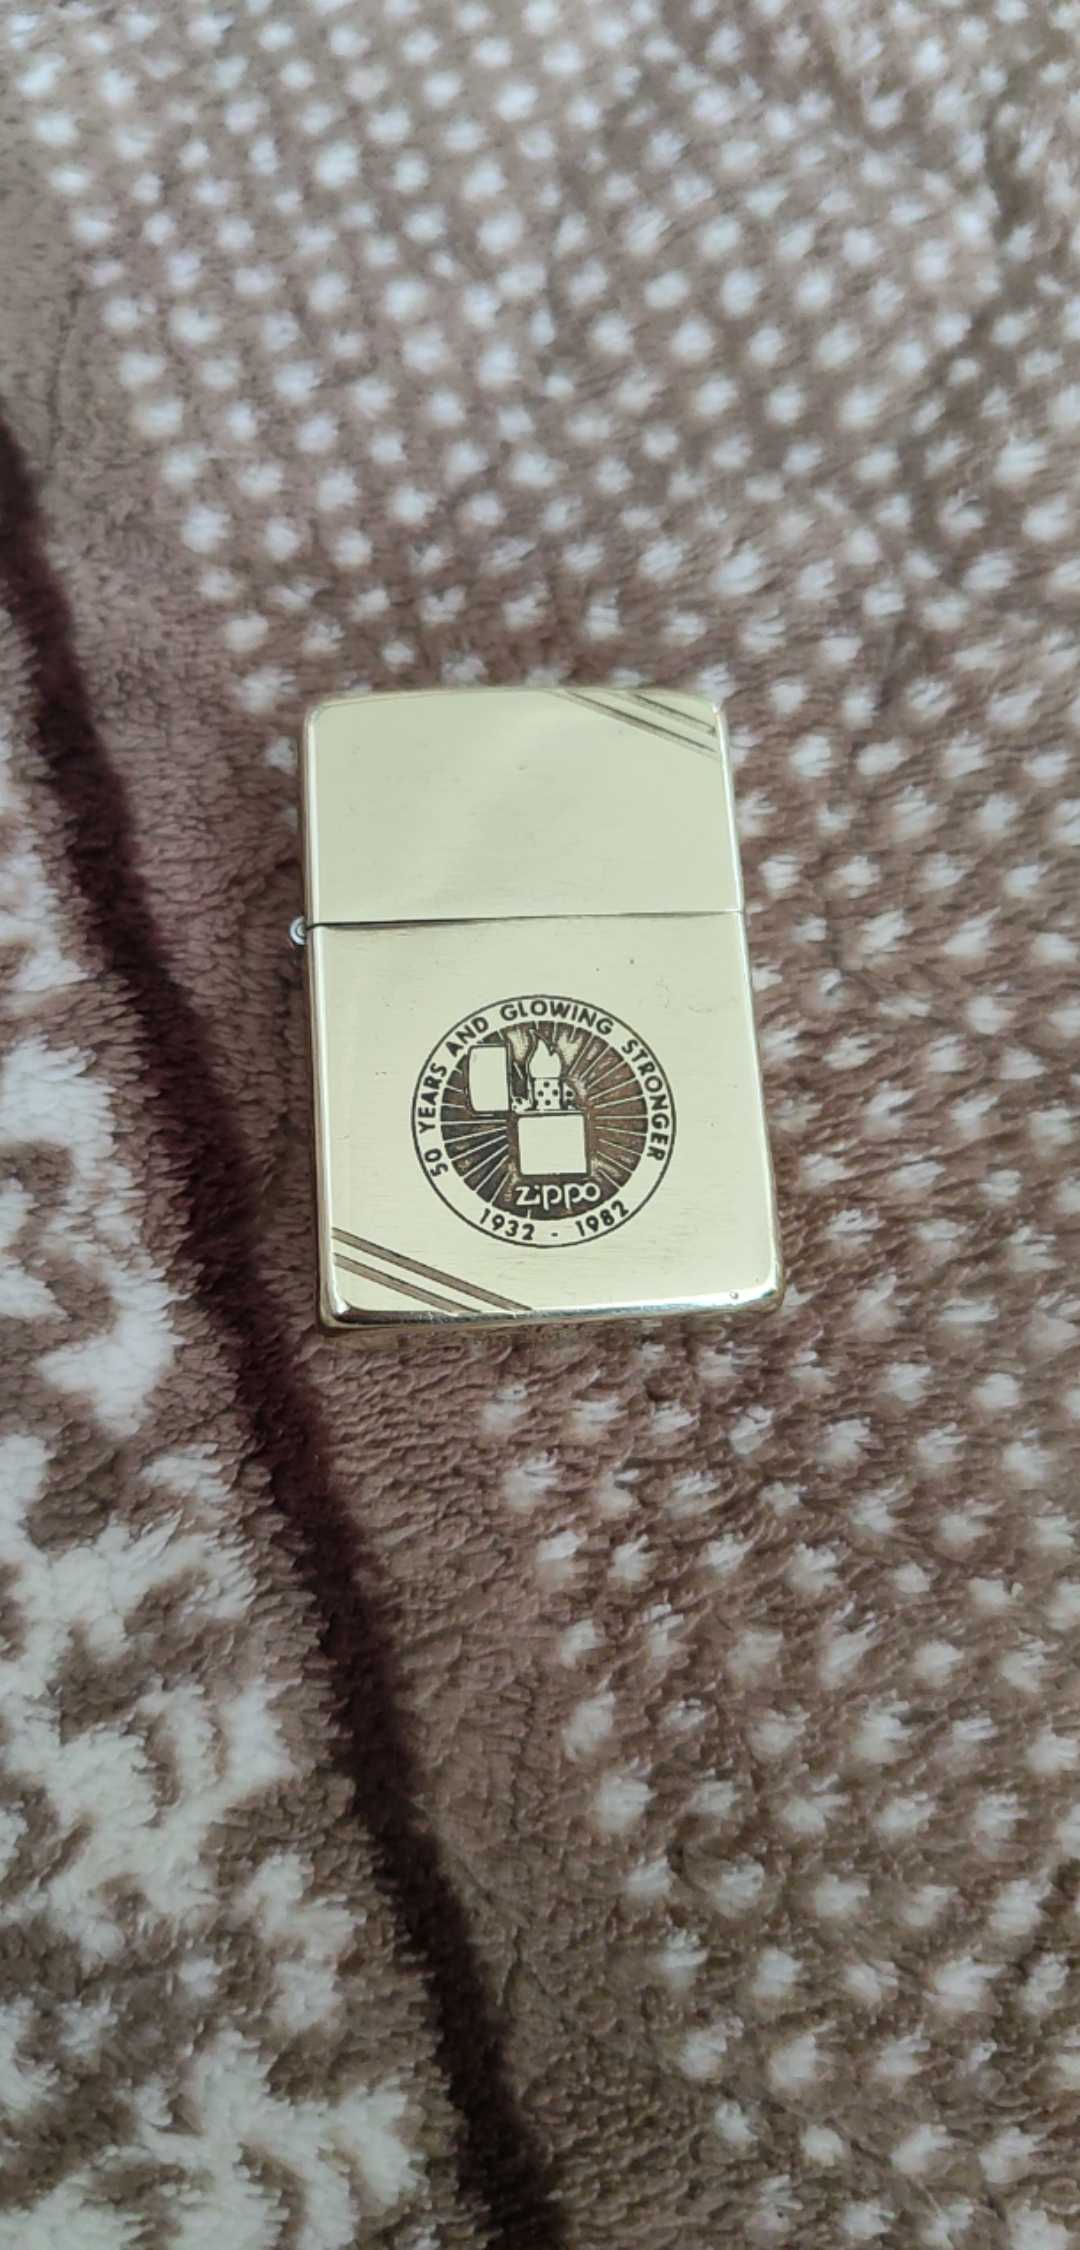 50 YEARS AND GLOWING STRONGER
zippo
1932 - 1982